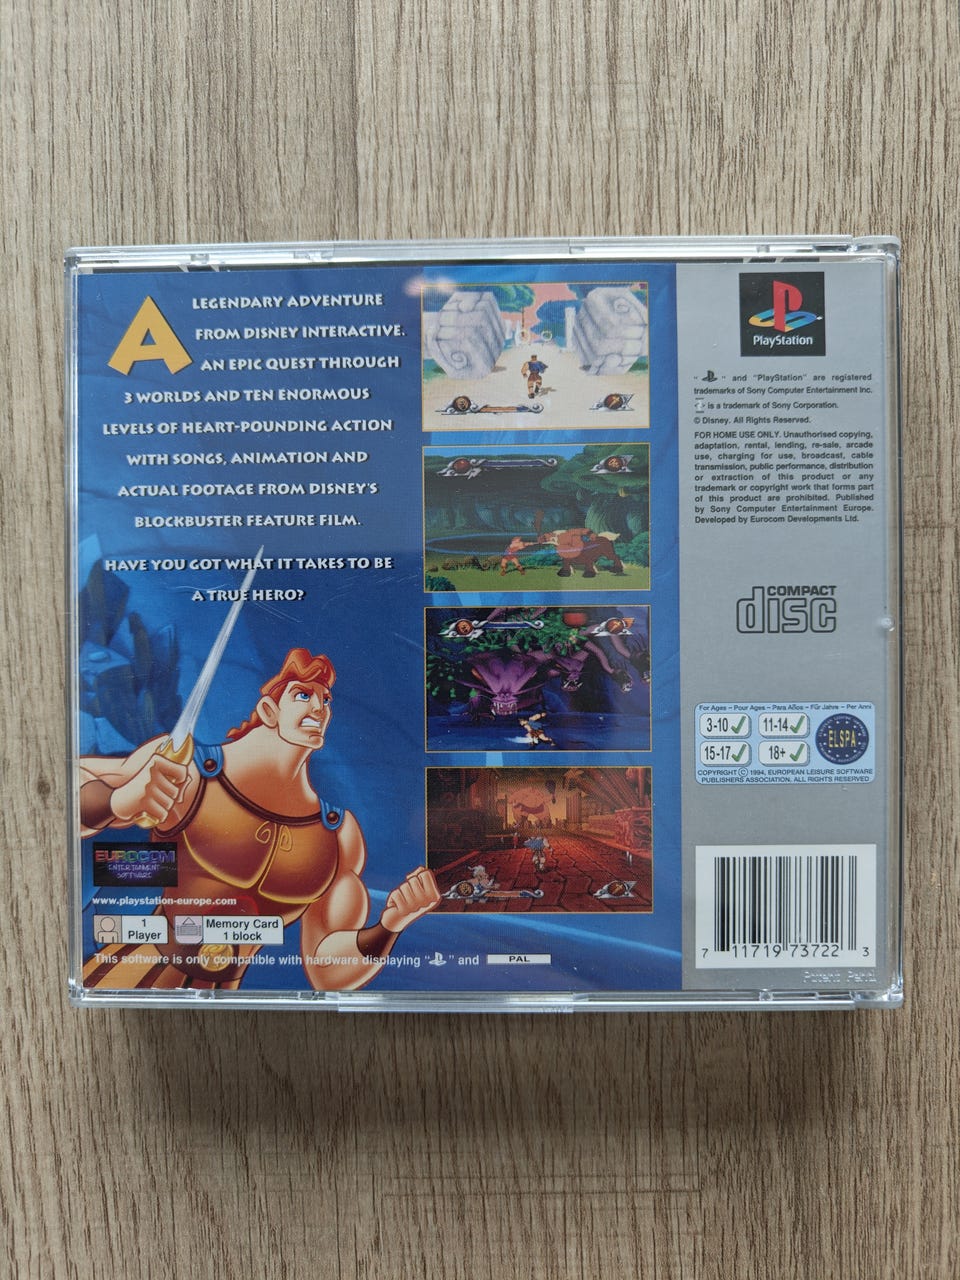 A LEGENDARY ADVENTURE
FROM DISNEY INTERACTIVE.
AN EPIC QUEST THROUGH
3 WORLDS AND TEN ENORMOUS
LEVELS OF HEART-POUNDING ACTION
WITH SONGS, ANIMATION AND
ACTUAL FOOTAGE FROM DISNEY'S
BLOCKBUSTER FEATURE FILM.
HAVE YOU GOT WHAT IT TAKES TO BE
A TRUE HERO?
EUROCOM
ENTERTAINMENT
SOFTWARE
www.playstation-europe.com
1
Player
Memory Card
1 block
This software is only compatible with hardware displaying " " and PAL
PlayStation
" " and "PlayStation" are registered
trademarks of Sony Computer Entertainment Inc.
is a trademark of Sony Corporation.
© Disney. All Rights Reserved.
FOR HOME USE ONLY. Unauthorised copying,
adaptation, rental, lending, re-sale, arcade
use, charging for use, broadcast, cable
transmission, public performance, distribution
or extraction of this product or any
trademark or copyright work that forms part
of this product are prohibited. Published
by Sony Computer Entertainment Europe.
Developed by Eurocom Developments Ltd.
COMPACT
disc
For Ages – Pour Ages – Para Años – Für Jahre – Per Anni
3-10 11-14
15-17 18+
ELSPA
COPYRIGHT © 1994, EUROPEAN LEISURE SOFTWARE
PUBLISHERS ASSOCIATION. ALL RIGHTS RESERVED
7 11719 73722 3
Patent Pend